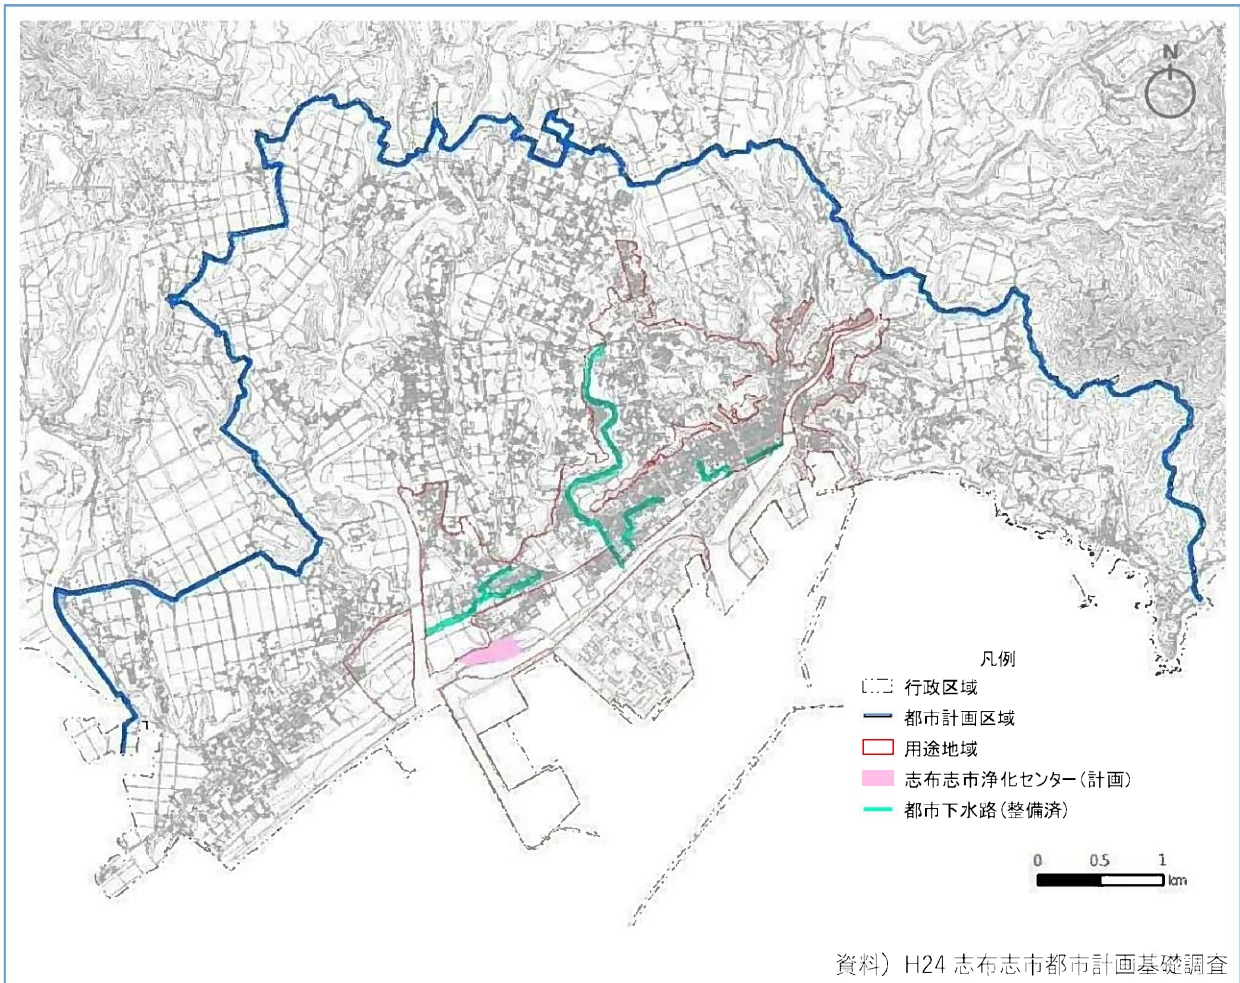 N
凡例
行政区域
都市計画区域
用途地域
志布志市浄化センター(計画)
都市下水路(整備済)
0 0.5 1
km
資料) H24 志布志市都市計画基礎調査